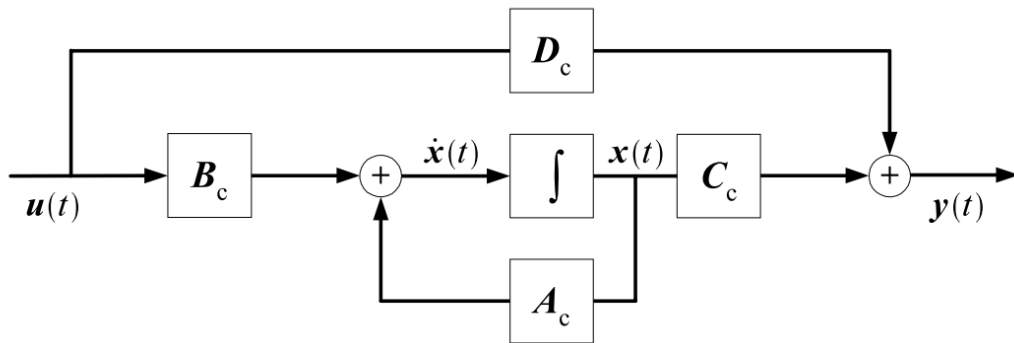 D_c
B_c
+
ẋ(t)
∫
x(t)
C_c
+
u(t)
y(t)
A_c